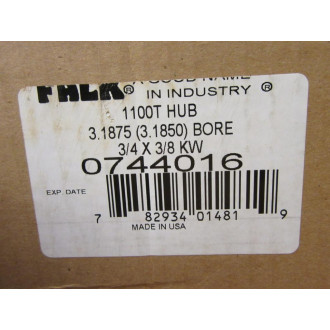 A GOOD NAME
FALK® IN INDUSTRY ®
1100T HUB
3.1875 (3.1850) BORE
3/4 X 3/8 KW
0744016
EXP. DATE
7 82934 01481 9
MADE IN USA